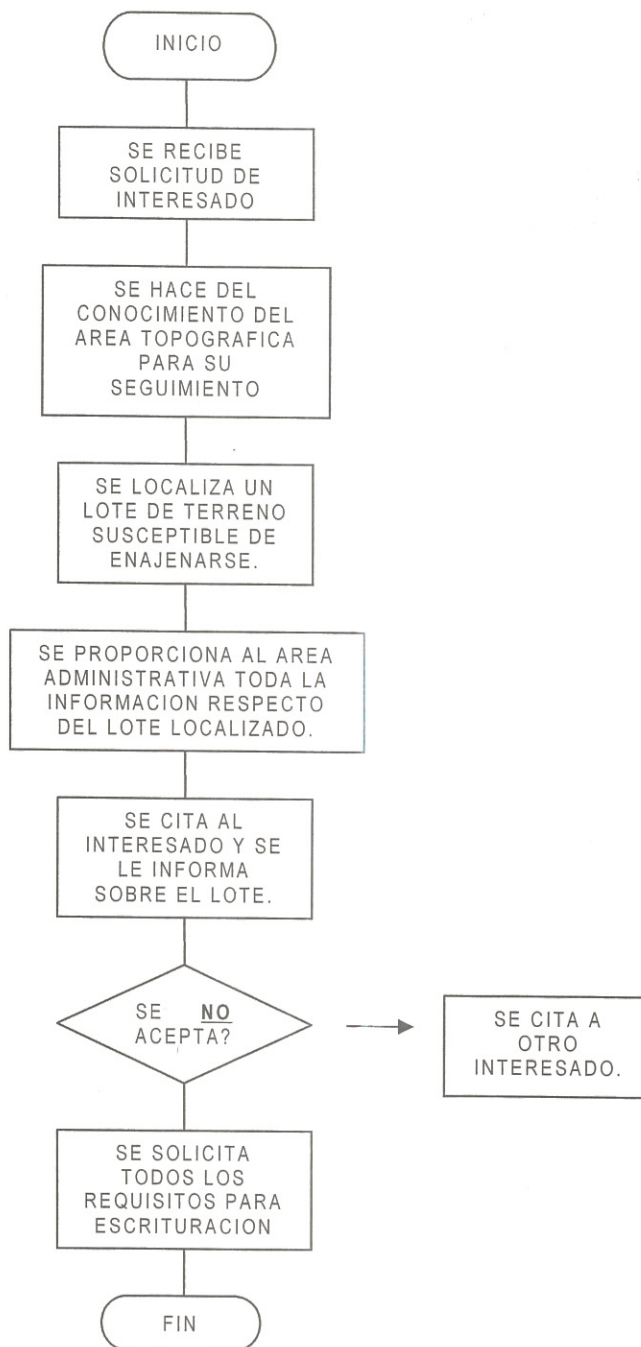 INICIO
SE RECIBE
SOLICITUD DE
INTERESADO
SE HACE DEL
CONOCIMIENTO DEL
AREA TOPOGRAFICA
PARA SU
SEGUIMIENTO
SE LOCALIZA UN
LOTE DE TERRENO
SUSCEPTIBLE DE
ENAJENARSE.
SE PROPORCIONA AL AREA
ADMINISTRATIVA TODA LA
INFORMACION RESPECTO
DEL LOTE LOCALIZADO.
SE CITA AL
INTERESADO Y SE
LE INFORMA
SOBRE EL LOTE.
SE NO
ACEPTA?
SE CITA A
OTRO
INTERESADO.
SE SOLICITA
TODOS LOS
REQUISITOS PARA
ESCRITURACION
FIN